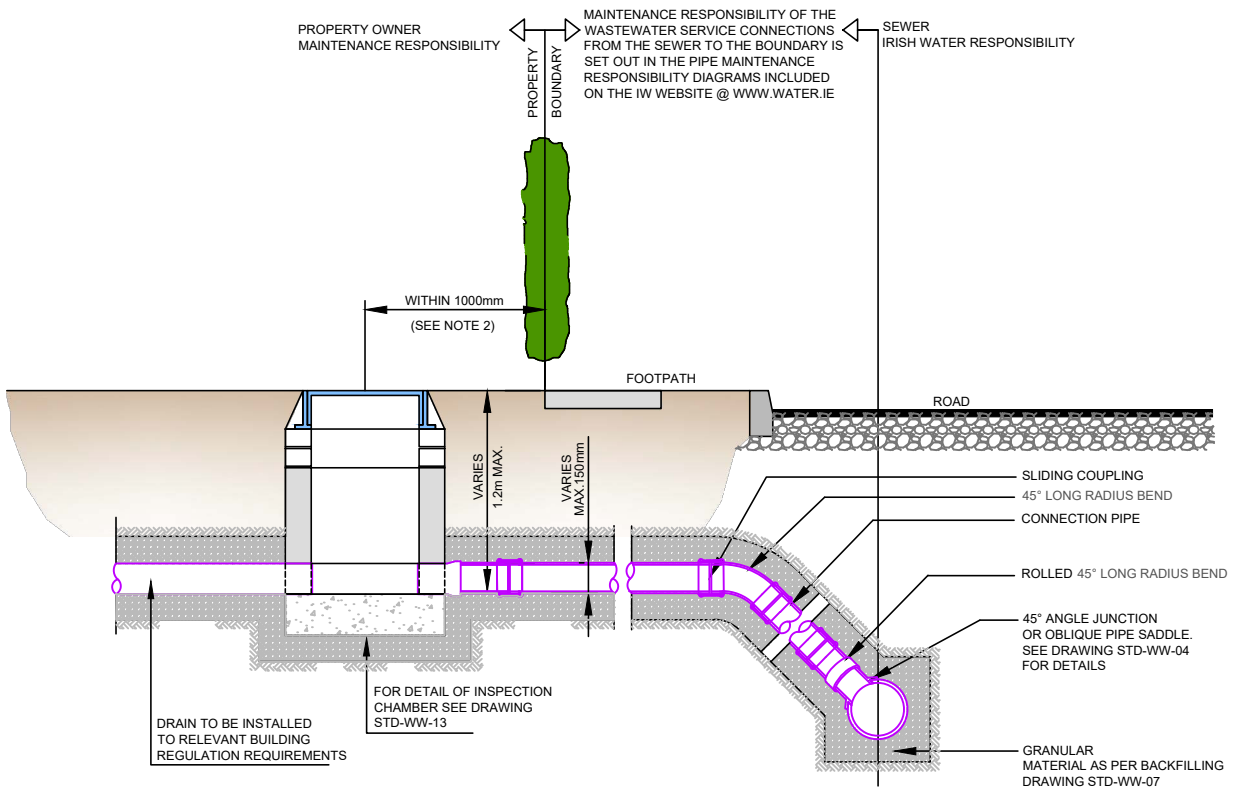 PROPERTY OWNER
MAINTENANCE RESPONSIBILITY
MAINTENANCE RESPONSIBILITY OF THE
WASTEWATER SERVICE CONNECTIONS
FROM THE SEWER TO THE BOUNDARY IS
SET OUT IN THE PIPE MAINTENANCE
RESPONSIBILITY DIAGRAMS INCLUDED
ON THE IW WEBSITE @ WWW.WATER.IE
SEWER
IRISH WATER RESPONSIBILITY
PROPERTY
BOUNDARY
WITHIN 1000mm
(SEE NOTE 2)
FOOTPATH
ROAD
VARIES
1.2m MAX.
VARIES
MAX.150mm
SLIDING COUPLING
45° LONG RADIUS BEND
CONNECTION PIPE
ROLLED 45° LONG RADIUS BEND
45° ANGLE JUNCTION
OR OBLIQUE PIPE SADDLE.
SEE DRAWING STD-WW-04
FOR DETAILS
FOR DETAIL OF INSPECTION
CHAMBER SEE DRAWING
STD-WW-13
DRAIN TO BE INSTALLED
TO RELEVANT BUILDING
REGULATION REQUIREMENTS
GRANULAR
MATERIAL AS PER BACKFILLING
DRAWING STD-WW-07